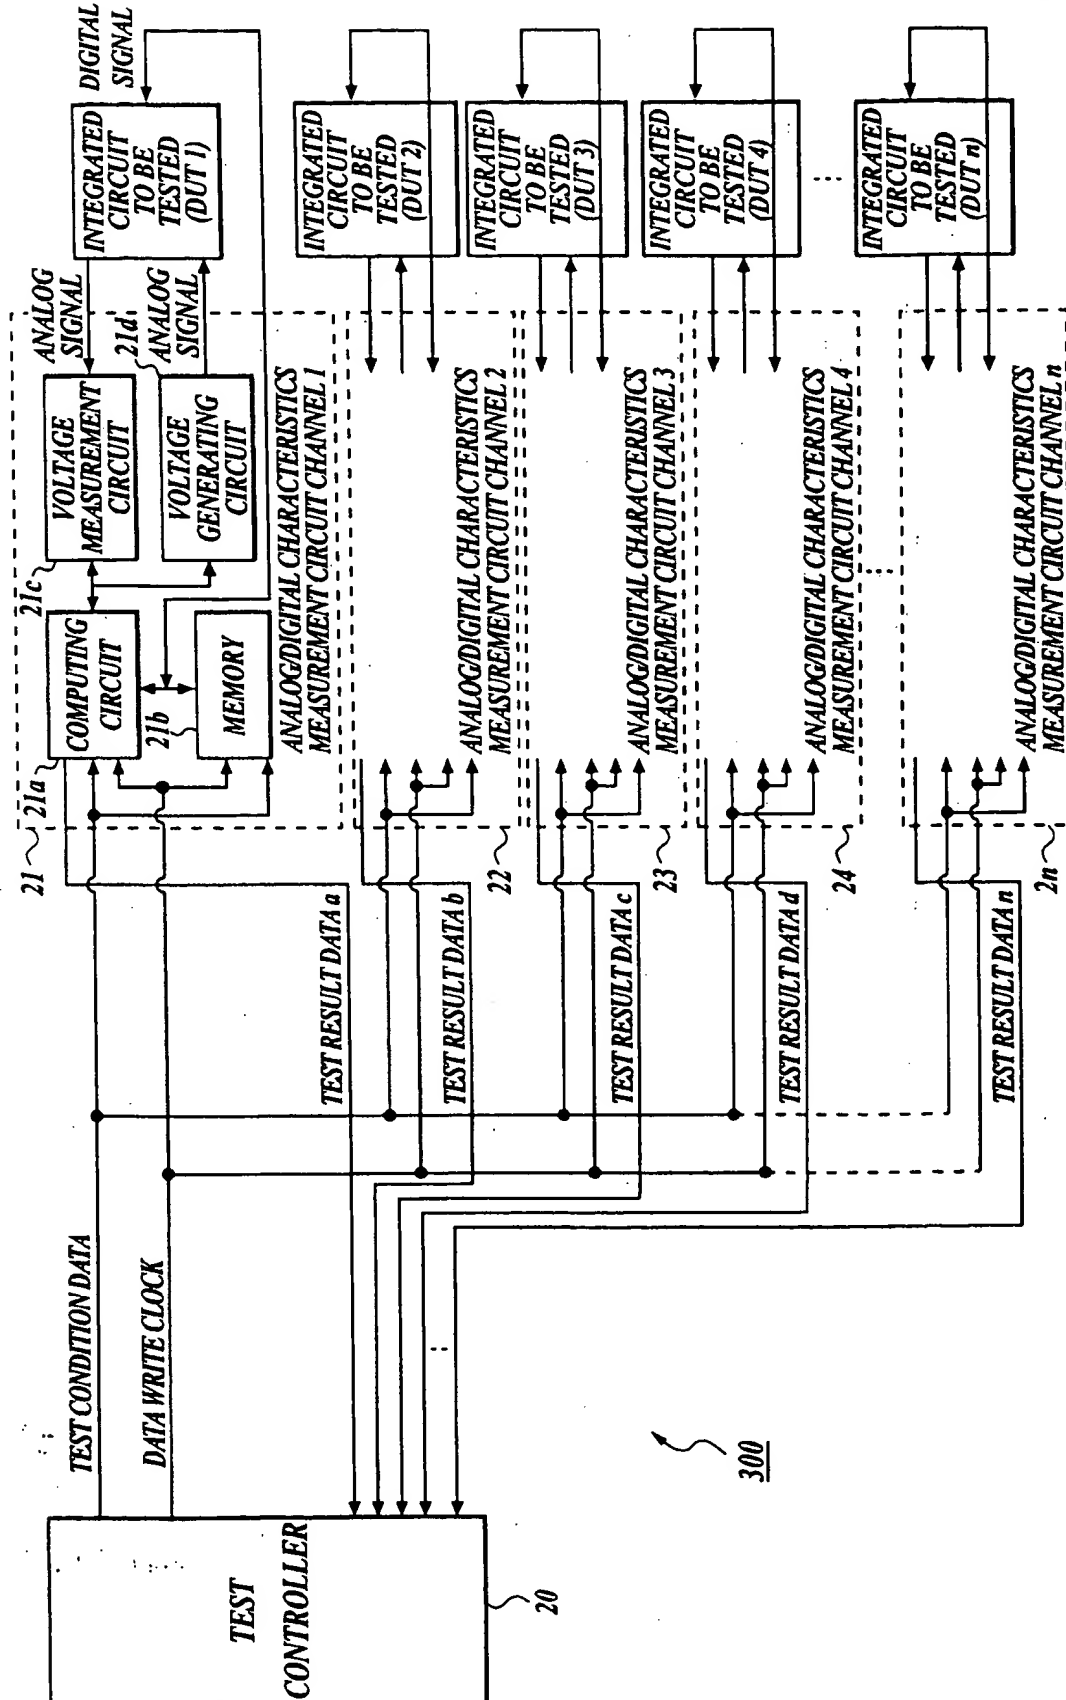 TEST
CONTROLLER
20
300
TEST CONDITION DATA
DATA WRITE CLOCK
TEST RESULT DATA a
TEST RESULT DATA b
TEST RESULT DATA c
TEST RESULT DATA d
TEST RESULT DATA n
21
21a
COMPUTING
CIRCUIT
21b
MEMORY
21c
VOLTAGE
MEASUREMENT
CIRCUIT
21d
VOLTAGE
GENERATING
CIRCUIT
ANALOG/DIGITAL CHARACTERISTICS
MEASUREMENT CIRCUIT CHANNEL 1
ANALOG
SIGNAL
ANALOG
SIGNAL
DIGITAL
SIGNAL
INTEGRATED
CIRCUIT
TO BE
TESTED
(DUT 1)
22
ANALOG/DIGITAL CHARACTERISTICS
MEASUREMENT CIRCUIT CHANNEL 2
INTEGRATED
CIRCUIT
TO BE
TESTED
(DUT 2)
23
ANALOG/DIGITAL CHARACTERISTICS
MEASUREMENT CIRCUIT CHANNEL 3
INTEGRATED
CIRCUIT
TO BE
TESTED
(DUT 3)
24
ANALOG/DIGITAL CHARACTERISTICS
MEASUREMENT CIRCUIT CHANNEL 4
INTEGRATED
CIRCUIT
TO BE
TESTED
(DUT 4)
2n
ANALOG/DIGITAL CHARACTERISTICS
MEASUREMENT CIRCUIT CHANNEL n
INTEGRATED
CIRCUIT
TO BE
TESTED
(DUT n)